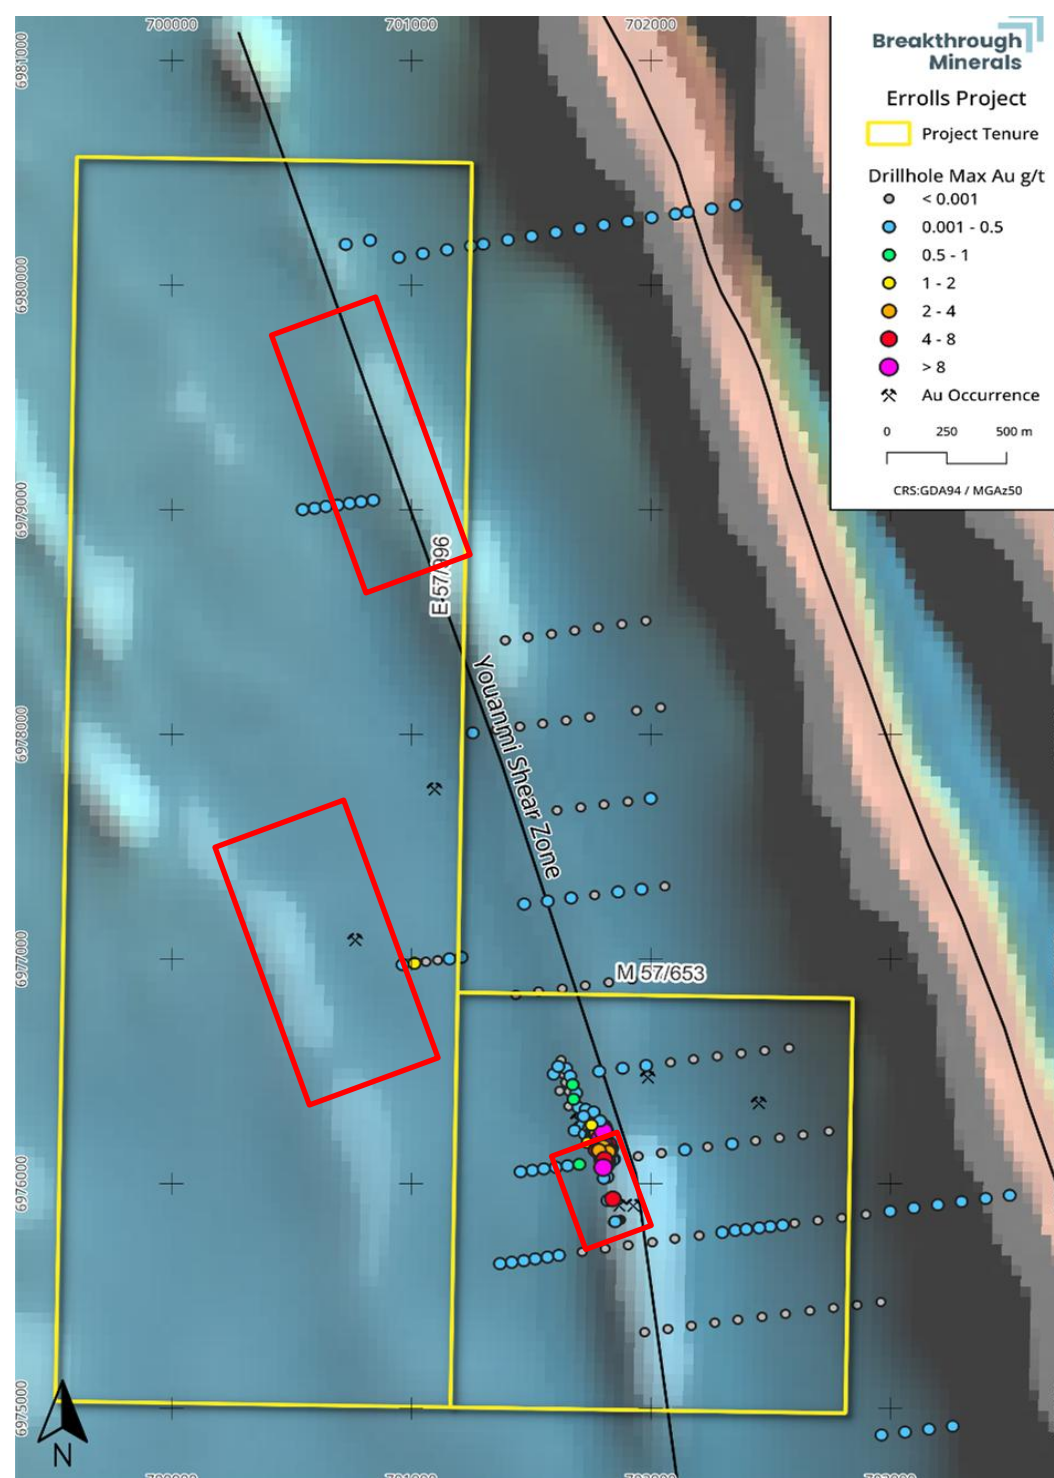 700000
701000
702000
6981000
Breakthrough
Minerals
Errolls Project
Project Tenure
Drillhole Max Au g/t
< 0.001
0.001 - 0.5
0.5 - 1
1 - 2
2 - 4
4 - 8
> 8
Au Occurrence
0 250 500 m
CRS:GDA94 / MGAz50
6980000
6979000
E 57/996
Youanmi Shear Zone
6978000
6977000
M 57/653
6976000
6975000
N